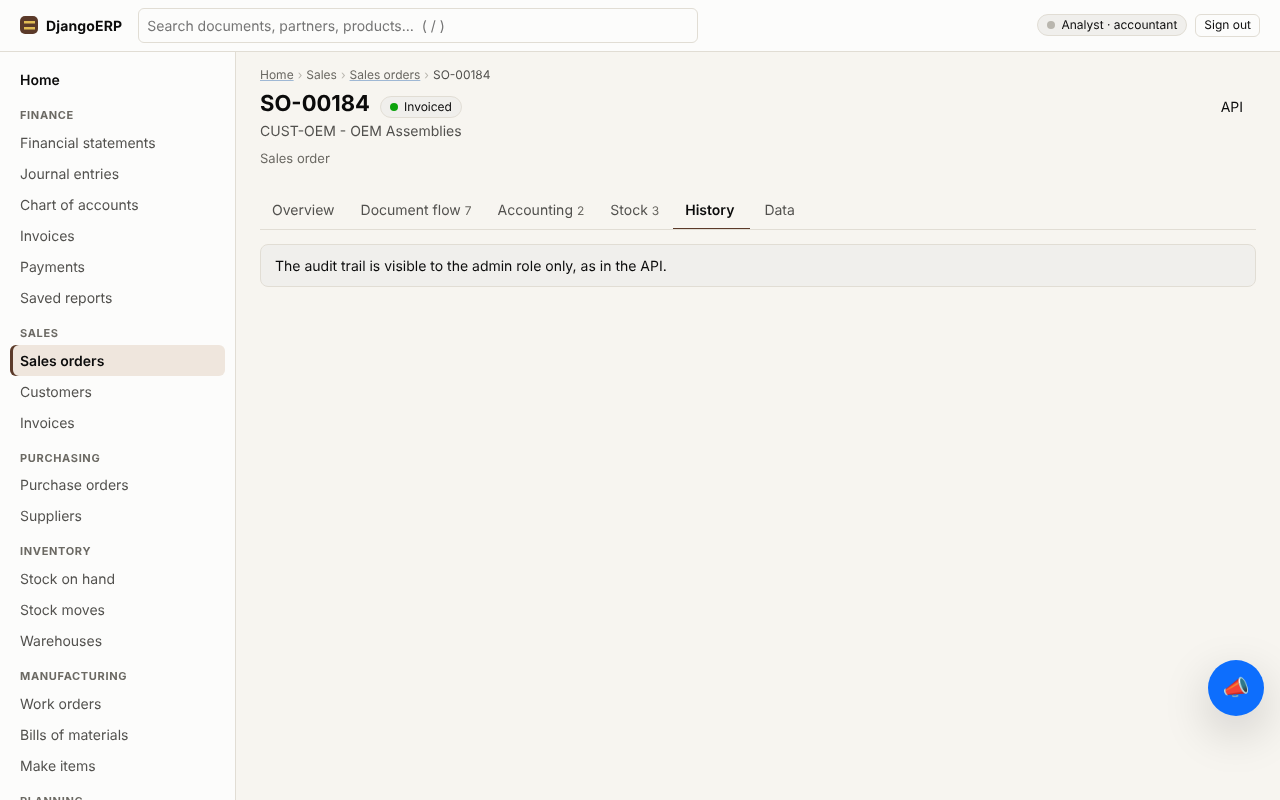 DjangoERP
Search documents, partners, products... ( / )
Analyst · accountant
Sign out
Home
FINANCE
Financial statements
Journal entries
Chart of accounts
Invoices
Payments
Saved reports
SALES
Sales orders
Customers
Invoices
PURCHASING
Purchase orders
Suppliers
INVENTORY
Stock on hand
Stock moves
Warehouses
MANUFACTURING
Work orders
Bills of materials
Make items
PLANNING
Home › Sales › Sales orders › SO-00184
SO-00184 Invoiced
API
CUST-OEM - OEM Assemblies
Sales order
Overview Document flow 7 Accounting 2 Stock 3 History Data
The audit trail is visible to the admin role only, as in the API.